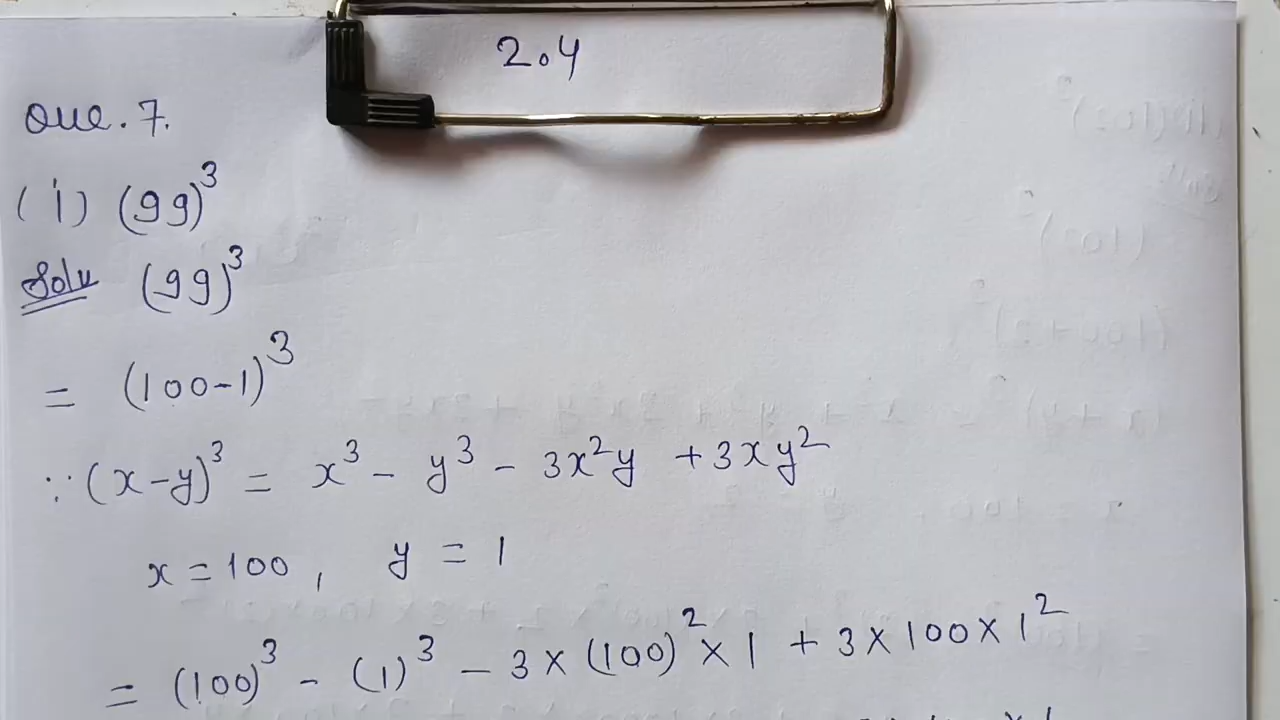 2.4
Que. 7.
(i) (99)³
Solu (99)³
= (100-1)³
∵ (x-y)³ = x³ - y³ - 3x²y + 3xy²
x = 100, y = 1
= (100)³ - (1)³ - 3 × (100)² × 1 + 3 × 100 × 1²